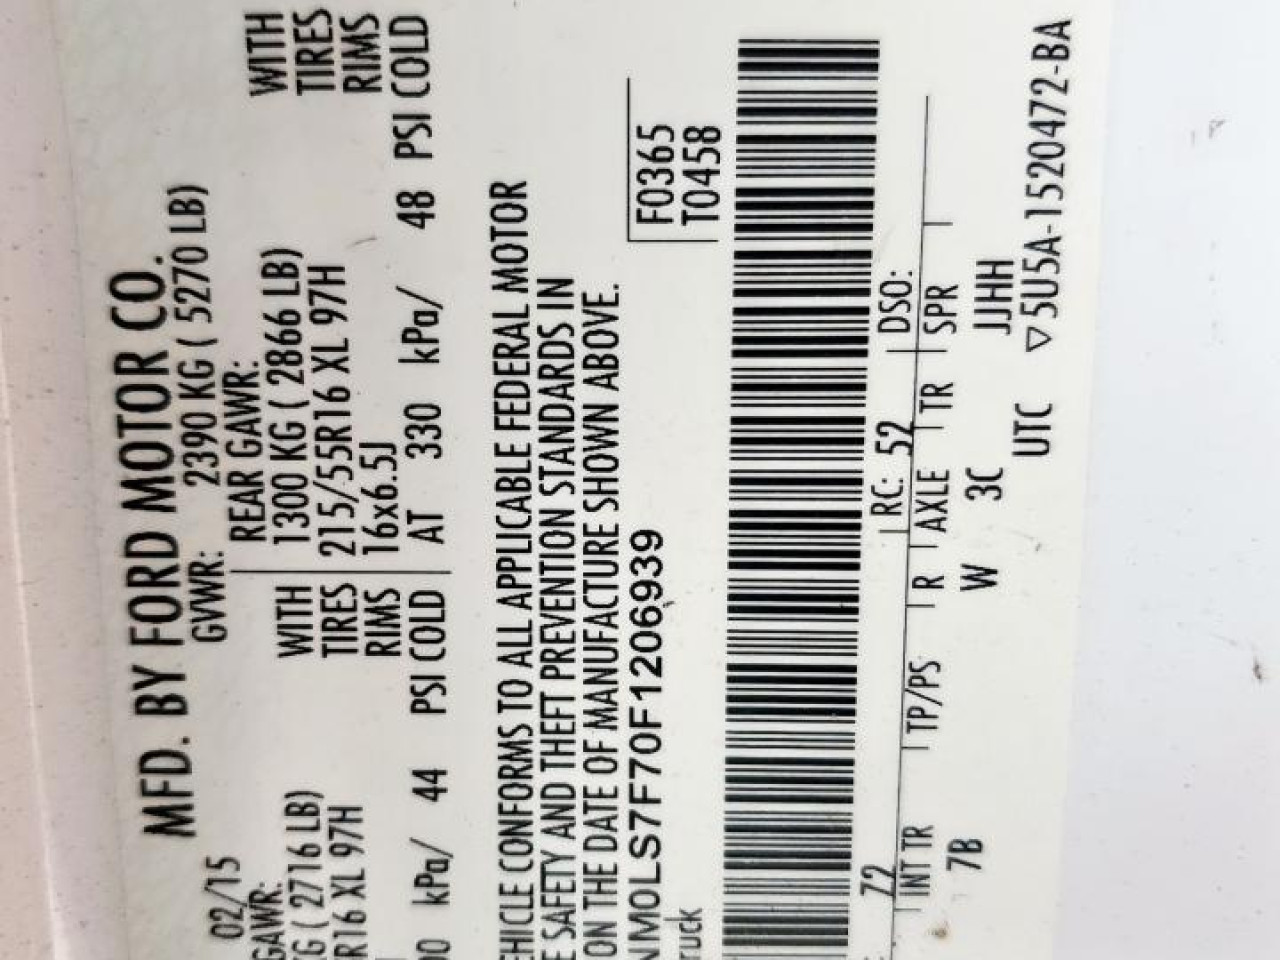 MFD. BY FORD MOTOR CO.
02/15 GVWR: 2390 KG ( 5270 LB)
GAWR: REAR GAWR:
G ( 2716 LB) WITH 1300 KG ( 2866 LB) WITH
R16 XL 97H TIRES 215/55R16 XL 97H TIRES
RIMS 16x6.5J RIMS
00 kPa/ 44 PSI COLD AT 330 kPa/ 48 PSI COLD
EHICLE CONFORMS TO ALL APPLICABLE FEDERAL MOTOR
E SAFETY AND THEFT PREVENTION STANDARDS IN
ON THE DATE OF MANUFACTURE SHOWN ABOVE.
NM0LS7F70F1206939 F0365
TRUCK T0458
72 RC: 52 DSO:
INT TR TP/PS R AXLE TR SPR
7B W 3C JJHH
UTC ▽5U5A-1520472-BA